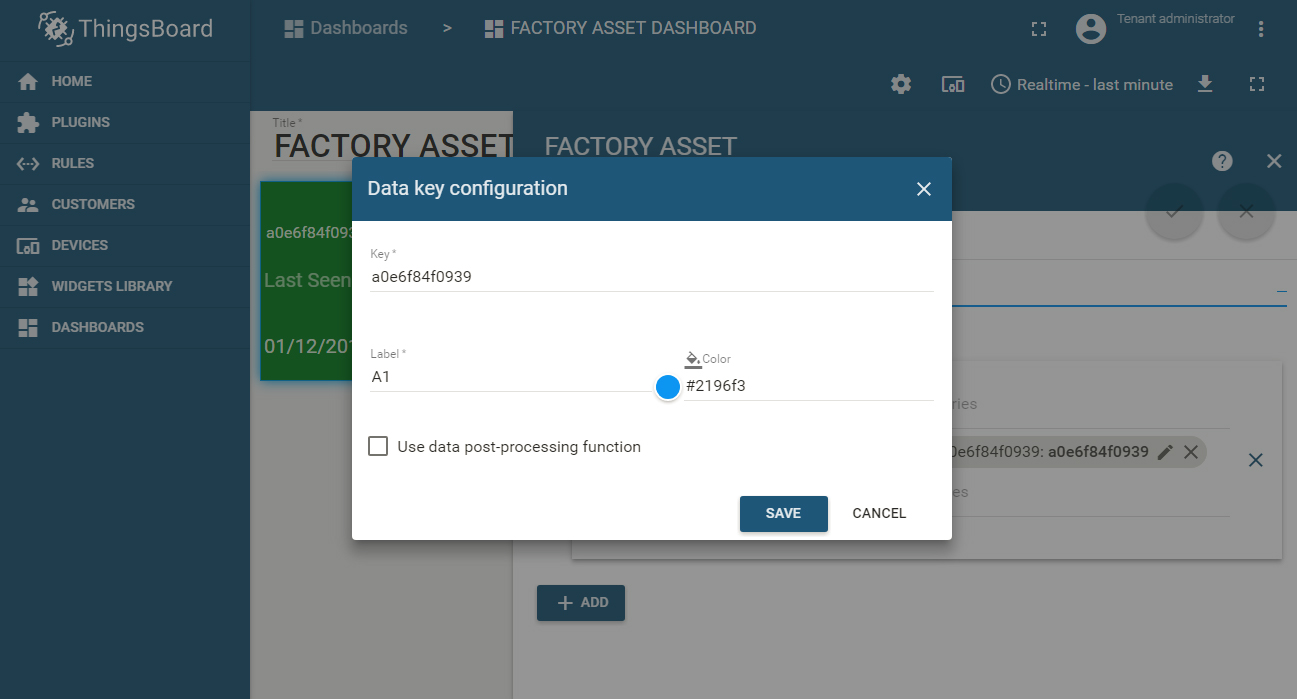 ThingsBoard
Dashboards > FACTORY ASSET DASHBOARD
Tenant administrator
HOME
PLUGINS
RULES
CUSTOMERS
DEVICES
WIDGETS LIBRARY
DASHBOARDS
Realtime - last minute
Title *
FACTORY ASSET
FACTORY ASSET
?
a0e6f84f093
Last Seen
01/12/201
Data key configuration
Key *
a0e6f84f0939
Label *
A1
Color
#2196f3
Use data post-processing function
SAVE
CANCEL
ries
0e6f84f0939: a0e6f84f0939
es
ADD